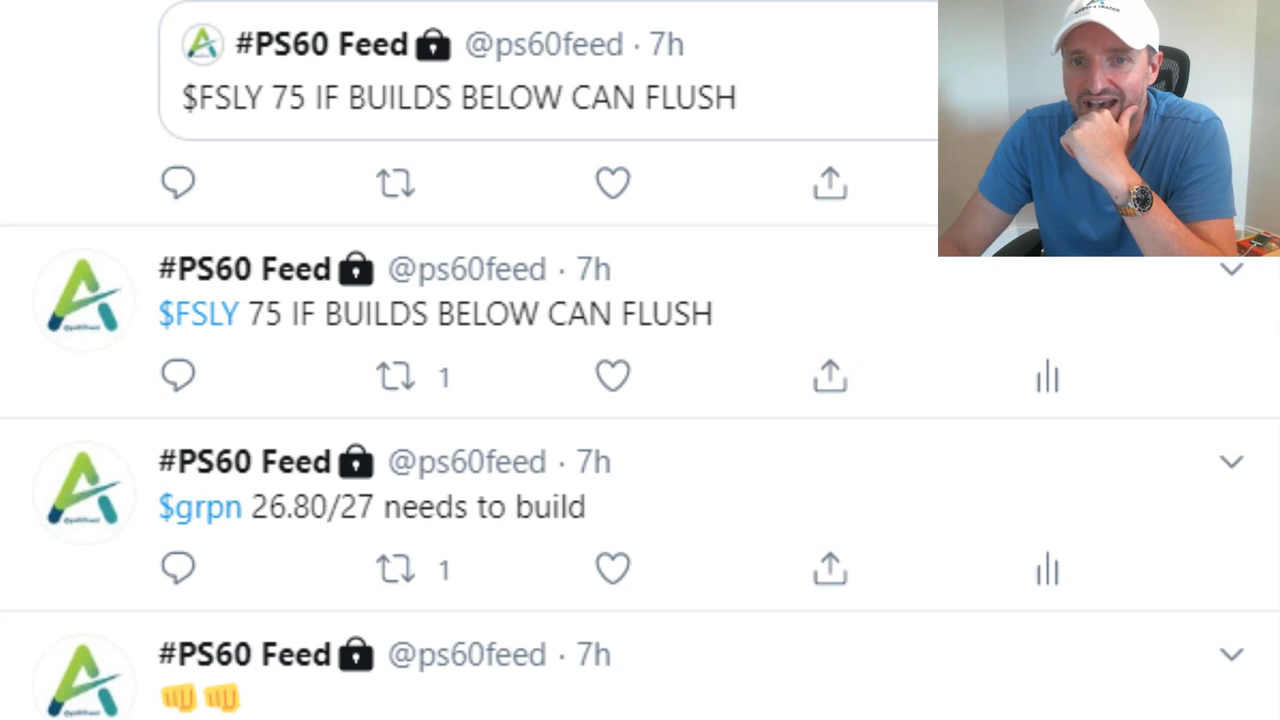 #PS60 Feed🔒 @ps60feed · 7h
$FSLY 75 IF BUILDS BELOW CAN FLUSH
#PS60 Feed🔒 @ps60feed · 7h
$FSLY 75 IF BUILDS BELOW CAN FLUSH
1
#PS60 Feed🔒 @ps60feed · 7h
$grpn 26.80/27 needs to build
1
#PS60 Feed🔒 @ps60feed · 7h
👊👊